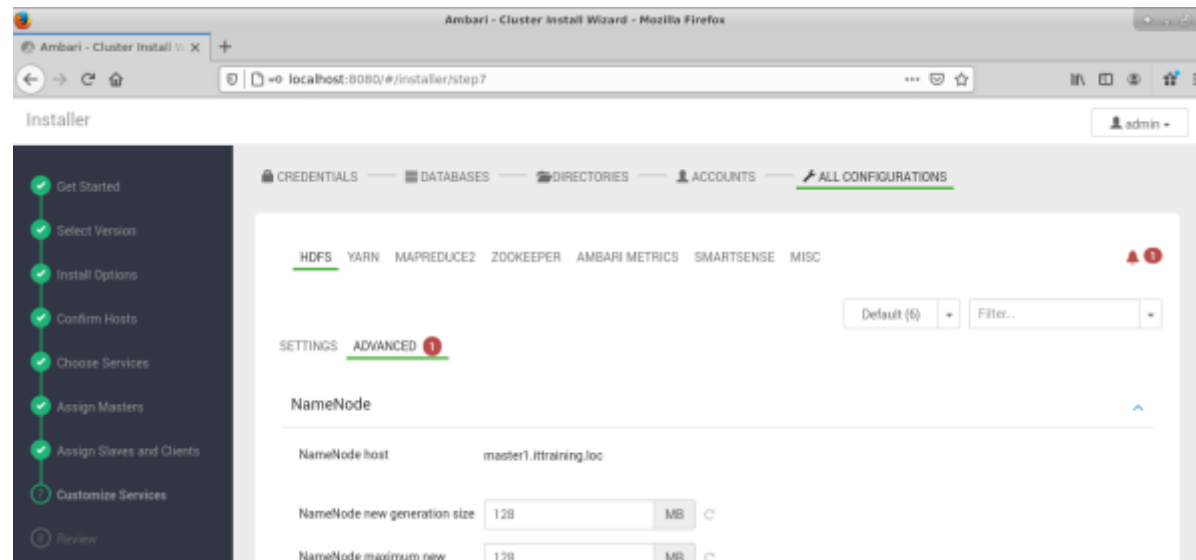 Ambari - Cluster Install Wizard - Mozilla Firefox
Ambari - Cluster Install W
localhost:8080/#/installer/step7
Installer
admin
Get Started
Select Version
Install Options
Confirm Hosts
Choose Services
Assign Masters
Assign Slaves and Clients
7 Customize Services
8 Review
CREDENTIALS DATABASES DIRECTORIES ACCOUNTS ALL CONFIGURATIONS
HDFS YARN MAPREDUCE2 ZOOKEEPER AMBARI METRICS SMARTSENSE MISC 1
Default (6) Filter...
SETTINGS ADVANCED 1
NameNode
NameNode host master1.ittraining.loc
NameNode new generation size 128 MB
NameNode maximum new 128 MB